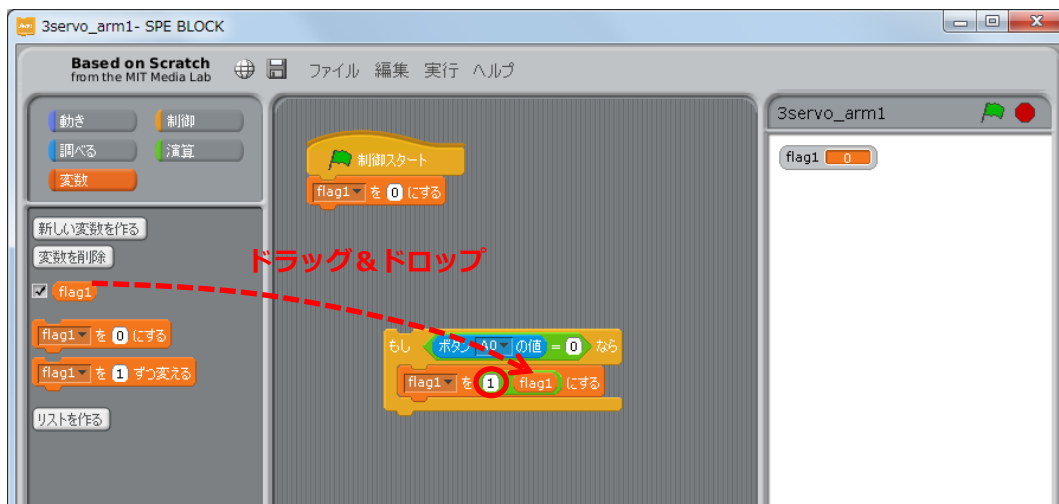 3servo_arm1- SPE BLOCK
Based on Scratch
from the MIT Media Lab
ファイル 編集 実行 ヘルプ
動き 制御
調べる 演算
変数
新しい変数を作る
変数を削除
flag1
flag1 を 0 にする
flag1 を 1 ずつ変える
リストを作る
制御スタート
flag1 を 0 にする
ドラッグ＆ドロップ
もし ボタン A0 の値 = 0 なら
flag1 を 1 flag1 にする
3servo_arm1
flag1 0